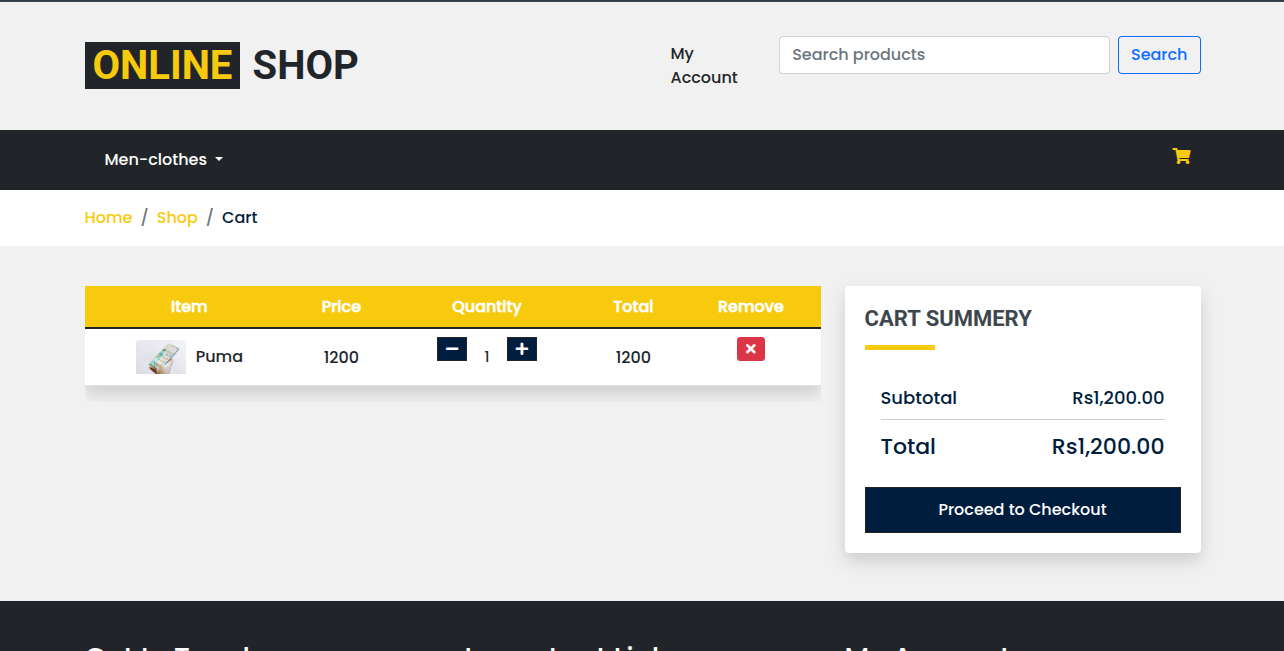 ONLINE SHOP
My Account
Search products
Search
Men-clothes
Home / Shop / Cart
Item Price Quantity Total Remove
Puma 1200 1 1200
CART SUMMERY
Subtotal Rs1,200.00
Total Rs1,200.00
Proceed to Checkout